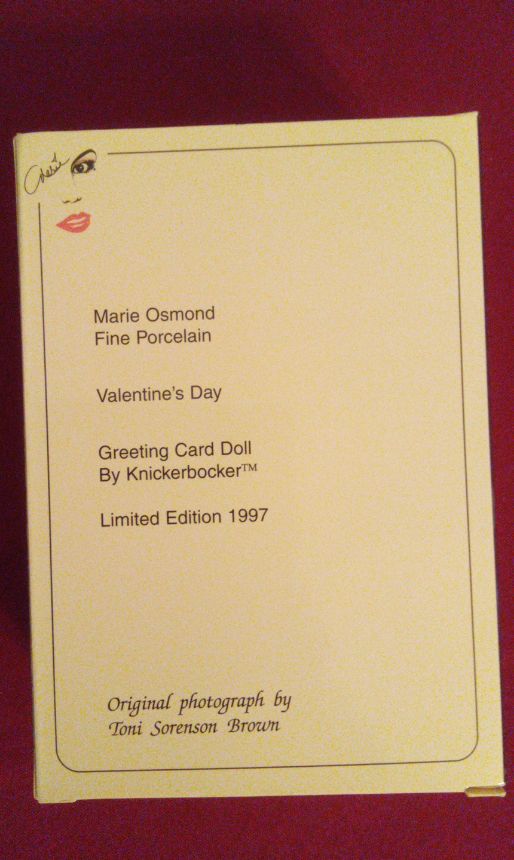 Marie
Marie Osmond
Fine Porcelain
Valentine's Day
Greeting Card Doll
By Knickerbocker™
Limited Edition 1997
Original photograph by
Toni Sorenson Brown